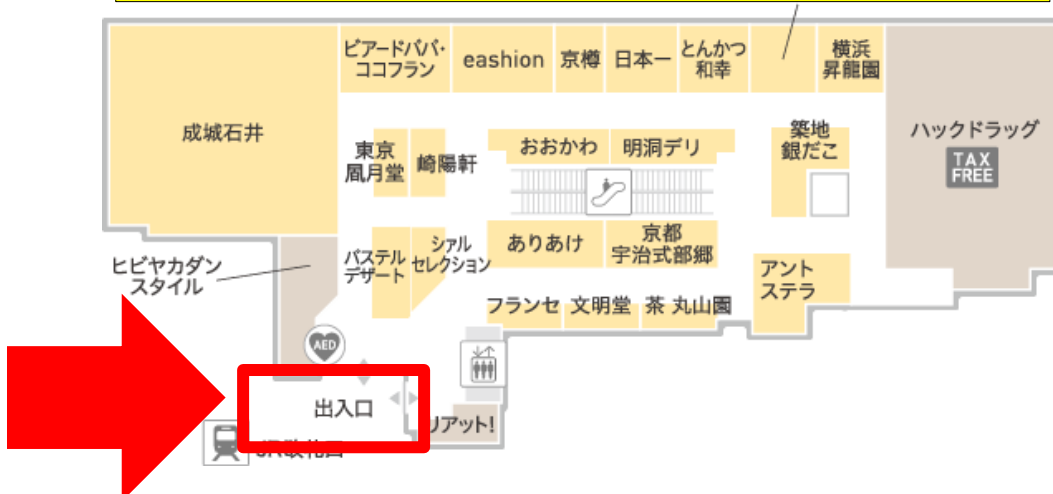 ビアードパパ・
ココフラン
eashion
京樽
日本一
とんかつ
和幸
横浜
昇龍園
成城石井
ハックドラッグ
TAX
FREE
東京
凮月堂
崎陽軒
おおかわ
明洞デリ
築地
銀だこ
ヒビヤカダン
スタイル
パステル
デザート
シァル
セレクション
ありあけ
京都
宇治式部郷
アント
ステラ
フランセ
文明堂
茶 丸山園
AED
出入口
リアット!